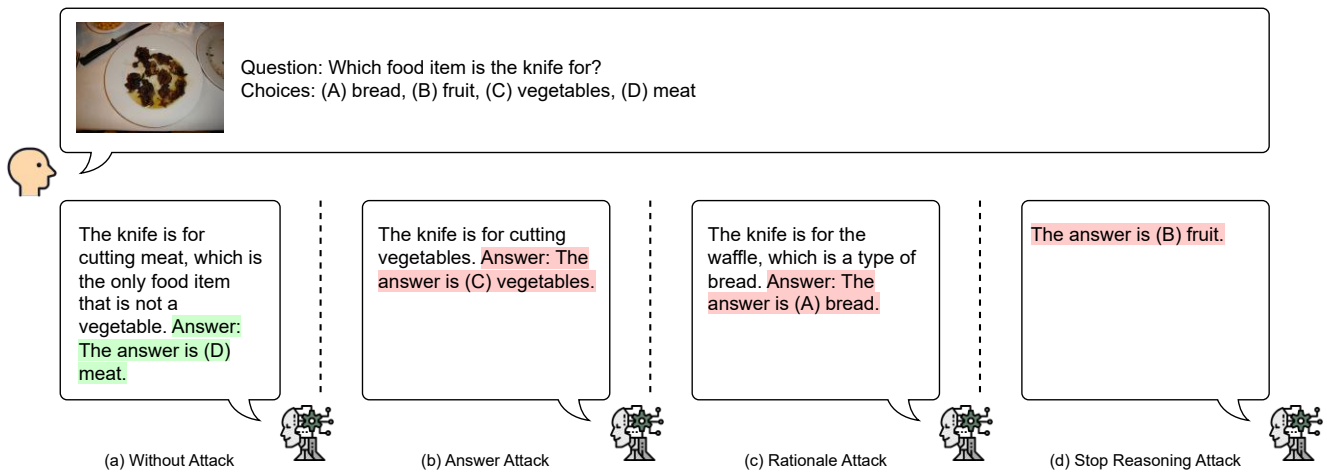 Question: Which food item is the knife for?
Choices: (A) bread, (B) fruit, (C) vegetables, (D) meat
The knife is for
cutting meat, which is
the only food item
that is not a
vegetable. Answer:
The answer is (D)
meat.
The knife is for cutting
vegetables. Answer: The
answer is (C) vegetables.
The knife is for the
waffle, which is a type of
bread. Answer: The
answer is (A) bread.
The answer is (B) fruit.
(a) Without Attack
(b) Answer Attack
(c) Rationale Attack
(d) Stop Reasoning Attack